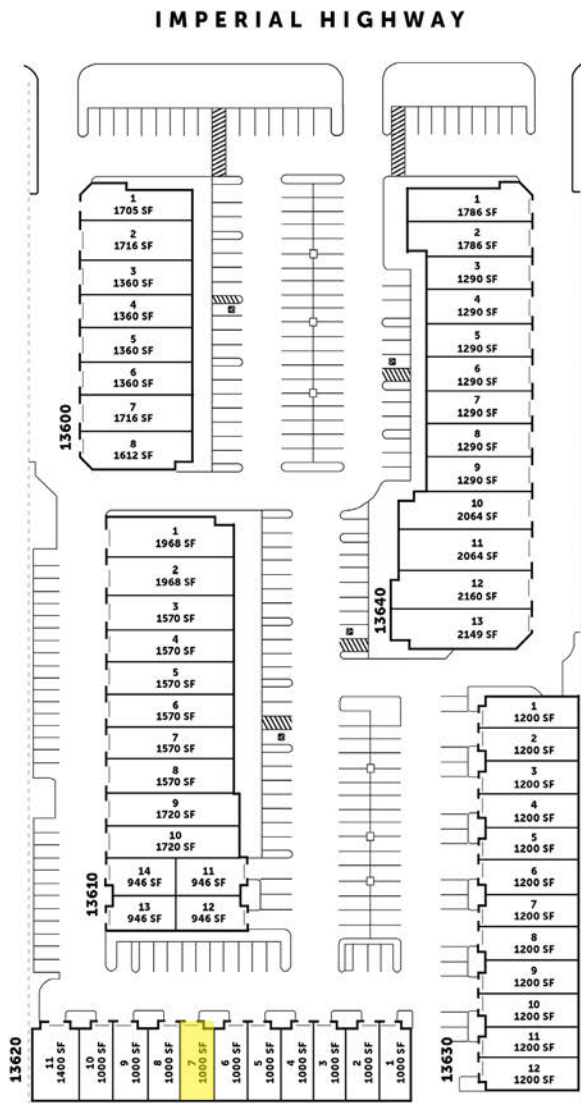 IMPERIAL HIGHWAY
1
1705 SF
2
1716 SF
3
1360 SF
4
1360 SF
5
1360 SF
6
1360 SF
7
1716 SF
8
1612 SF
13600
1
1786 SF
2
1786 SF
3
1290 SF
4
1290 SF
5
1290 SF
6
1290 SF
7
1290 SF
8
1290 SF
9
1290 SF
10
2064 SF
11
2064 SF
12
2160 SF
13
2149 SF
13640
1
1968 SF
2
1968 SF
3
1570 SF
4
1570 SF
5
1570 SF
6
1570 SF
7
1570 SF
8
1570 SF
9
1720 SF
10
1720 SF
14
946 SF
11
946 SF
13
946 SF
12
946 SF
13610
1
1200 SF
2
1200 SF
3
1200 SF
4
1200 SF
5
1200 SF
6
1200 SF
7
1200 SF
8
1200 SF
9
1200 SF
10
1200 SF
11
1200 SF
12
1200 SF
13630
13620
11
1400 SF
10
1000 SF
9
1000 SF
8
1000 SF
7
1000 SF
6
1000 SF
5
1000 SF
4
1000 SF
3
1000 SF
2
1000 SF
1
1000 SF